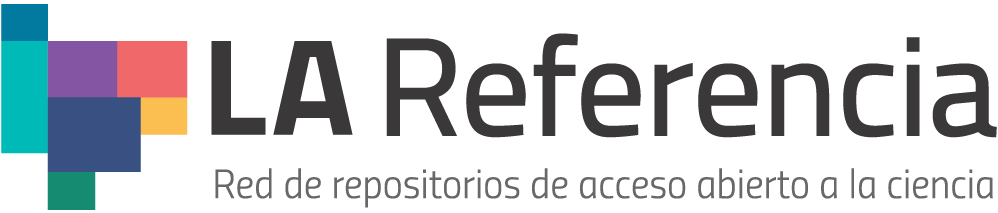 LA Referencia
Red de repositorios de acceso abierto a la ciencia